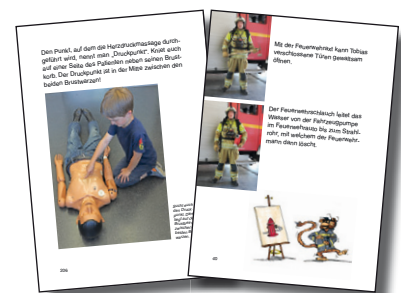 Den Punkt, auf dem die Herzdruckmassage durch-
geführt wird, nennt man „Druckpunkt“. Kniet euch
auf einer Seite des Patienten neben seinen Brust-
korb. Der Druckpunkt ist in der Mitte zwischen den
beiden Brustwarzen!
Mit der Feuerwehraxt kann Tobias
verschlossene Türen gewaltsam
öffnen.
Der Feuerwehrschlauch leitet das
Wasser von der Fahrzeugpumpe
im Feuerwehrauto bis zum Strahl-
rohr, mit welchem der Feuerwehr-
mann dann löscht.